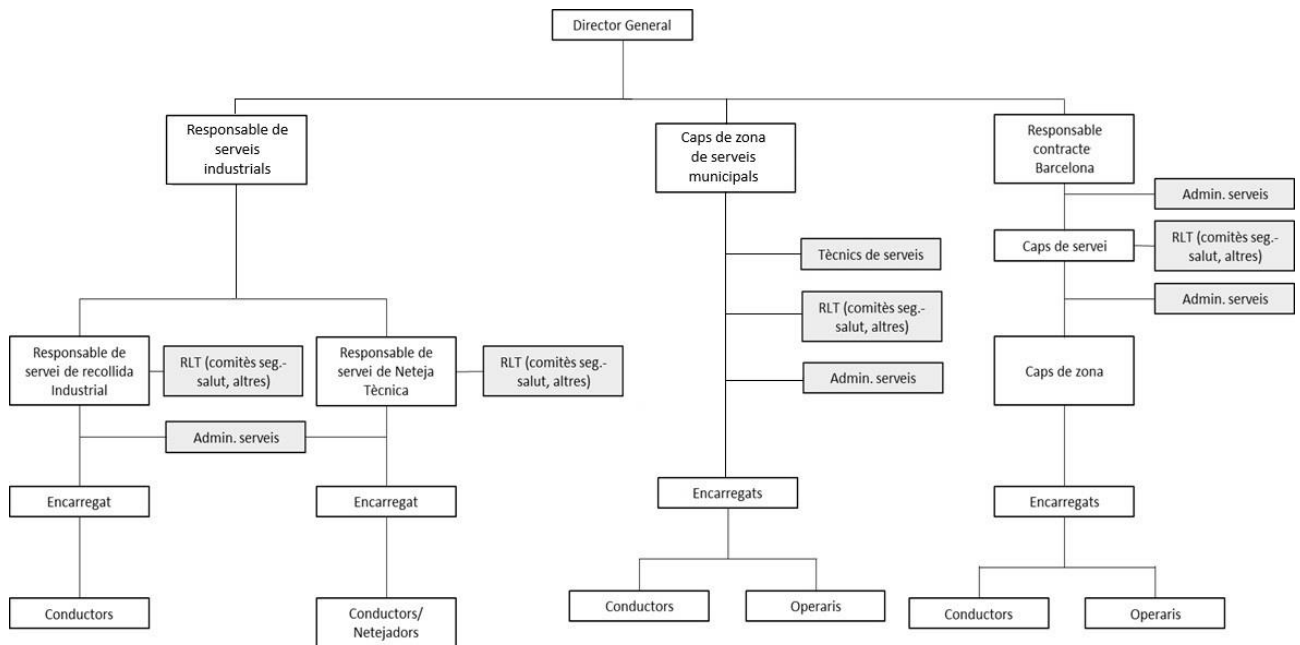 Director General
Responsable de
serveis
industrials
Caps de zona
de serveis
municipals
Responsable
contracte
Barcelona
Admin. serveis
Caps de servei
RLT (comitès seg.-
salut, altres)
Tècnics de serveis
Admin. serveis
RLT (comitès seg.-
salut, altres)
Responsable de
servei de recollida
Industrial
RLT (comitès seg.-
salut, altres)
Responsable de
servei de Neteja
Tècnica
RLT (comitès seg.-
salut, altres)
Admin. serveis
Caps de zona
Admin. serveis
Encarregat
Encarregat
Encarregats
Encarregats
Conductors
Conductors/
Netejadors
Conductors
Operaris
Conductors
Operaris